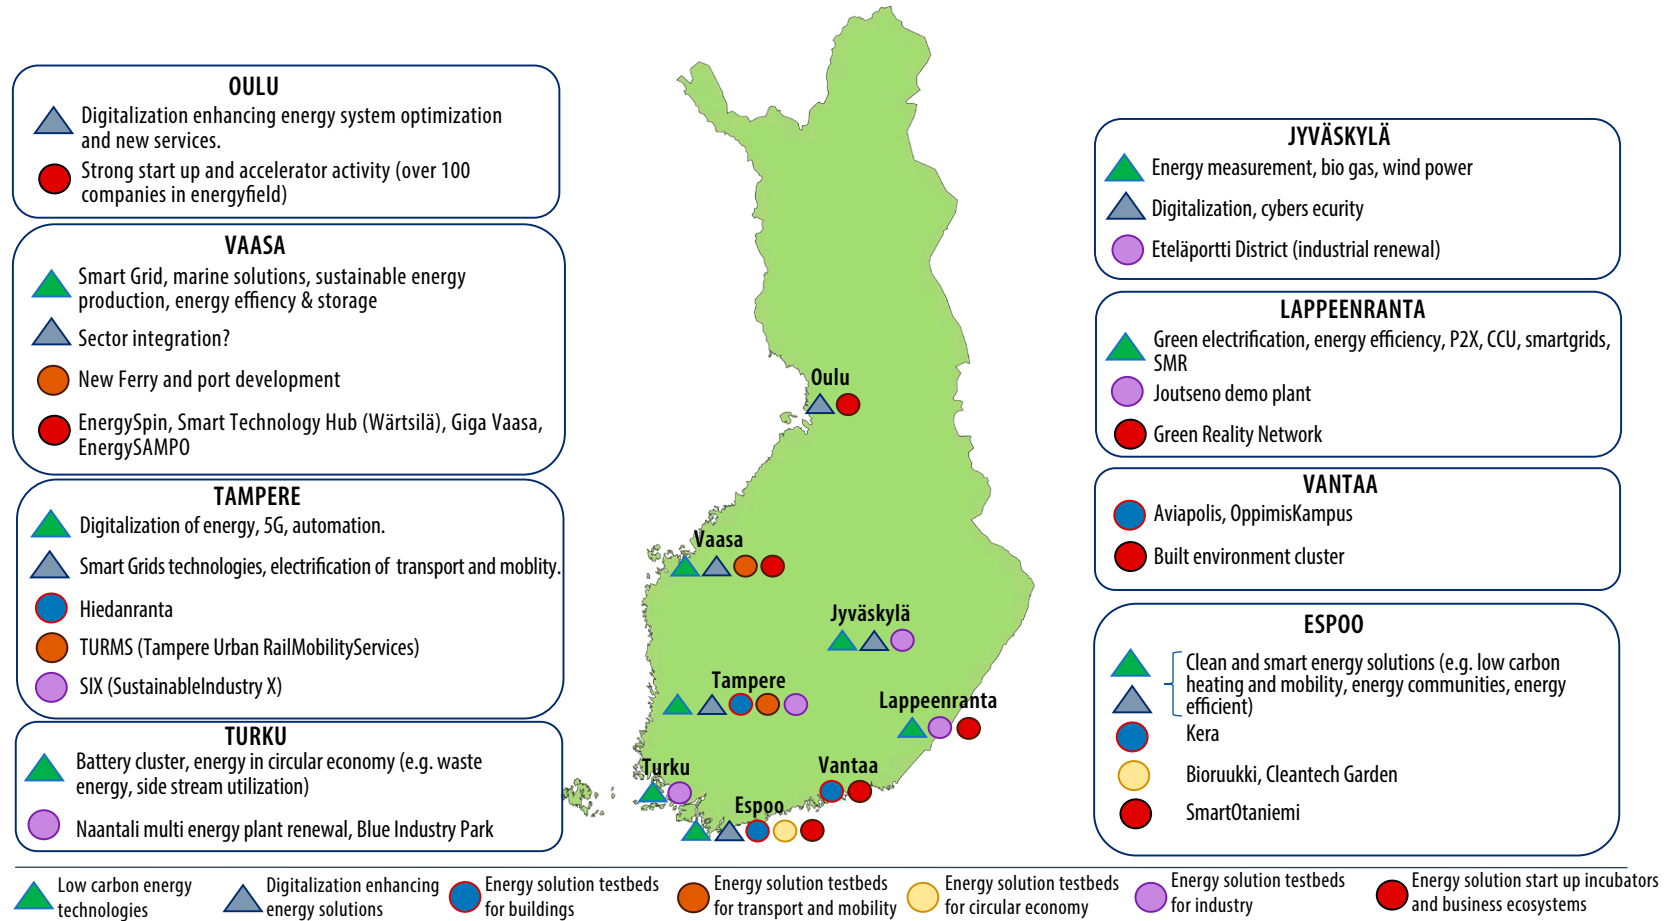 OULU
Digitalization enhancing energy system optimization
and new services.
Strong start up and accelerator activity (over 100
companies in energyfield)
VAASA
Smart Grid, marine solutions, sustainable energy
production, energy effiency & storage
Sector integration?
New Ferry and port development
EnergySpin, Smart Technology Hub (Wärtsilä), Giga Vaasa,
EnergySAMPO
TAMPERE
Digitalization of energy, 5G, automation.
Smart Grids technologies, electrification of transport and moblity.
Hiedanranta
TURMS (Tampere Urban RailMobilityServices)
SIX (SustainableIndustry X)
TURKU
Battery cluster, energy in circular economy (e.g. waste
energy, side stream utilization)
Naantali multi energy plant renewal, Blue Industry Park
Oulu
Vaasa
Jyväskylä
Tampere
Lappeenranta
Turku
Vantaa
Espoo
JYVÄSKYLÄ
Energy measurement, bio gas, wind power
Digitalization, cybers ecurity
Eteläportti District (industrial renewal)
LAPPEENRANTA
Green electrification, energy efficiency, P2X, CCU, smartgrids,
SMR
Joutseno demo plant
Green Reality Network
VANTAA
Aviapolis, OppimisKampus
Built environment cluster
ESPOO
Clean and smart energy solutions (e.g. low carbon
heating and mobility, energy communities, energy
efficient)
Kera
Bioruukki, Cleantech Garden
SmartOtaniemi
Low carbon energy
technologies
Digitalization enhancing
energy solutions
Energy solution testbeds
for buildings
Energy solution testbeds
for transport and mobility
Energy solution testbeds
for circular economy
Energy solution testbeds
for industry
Energy solution start up incubators
and business ecosystems